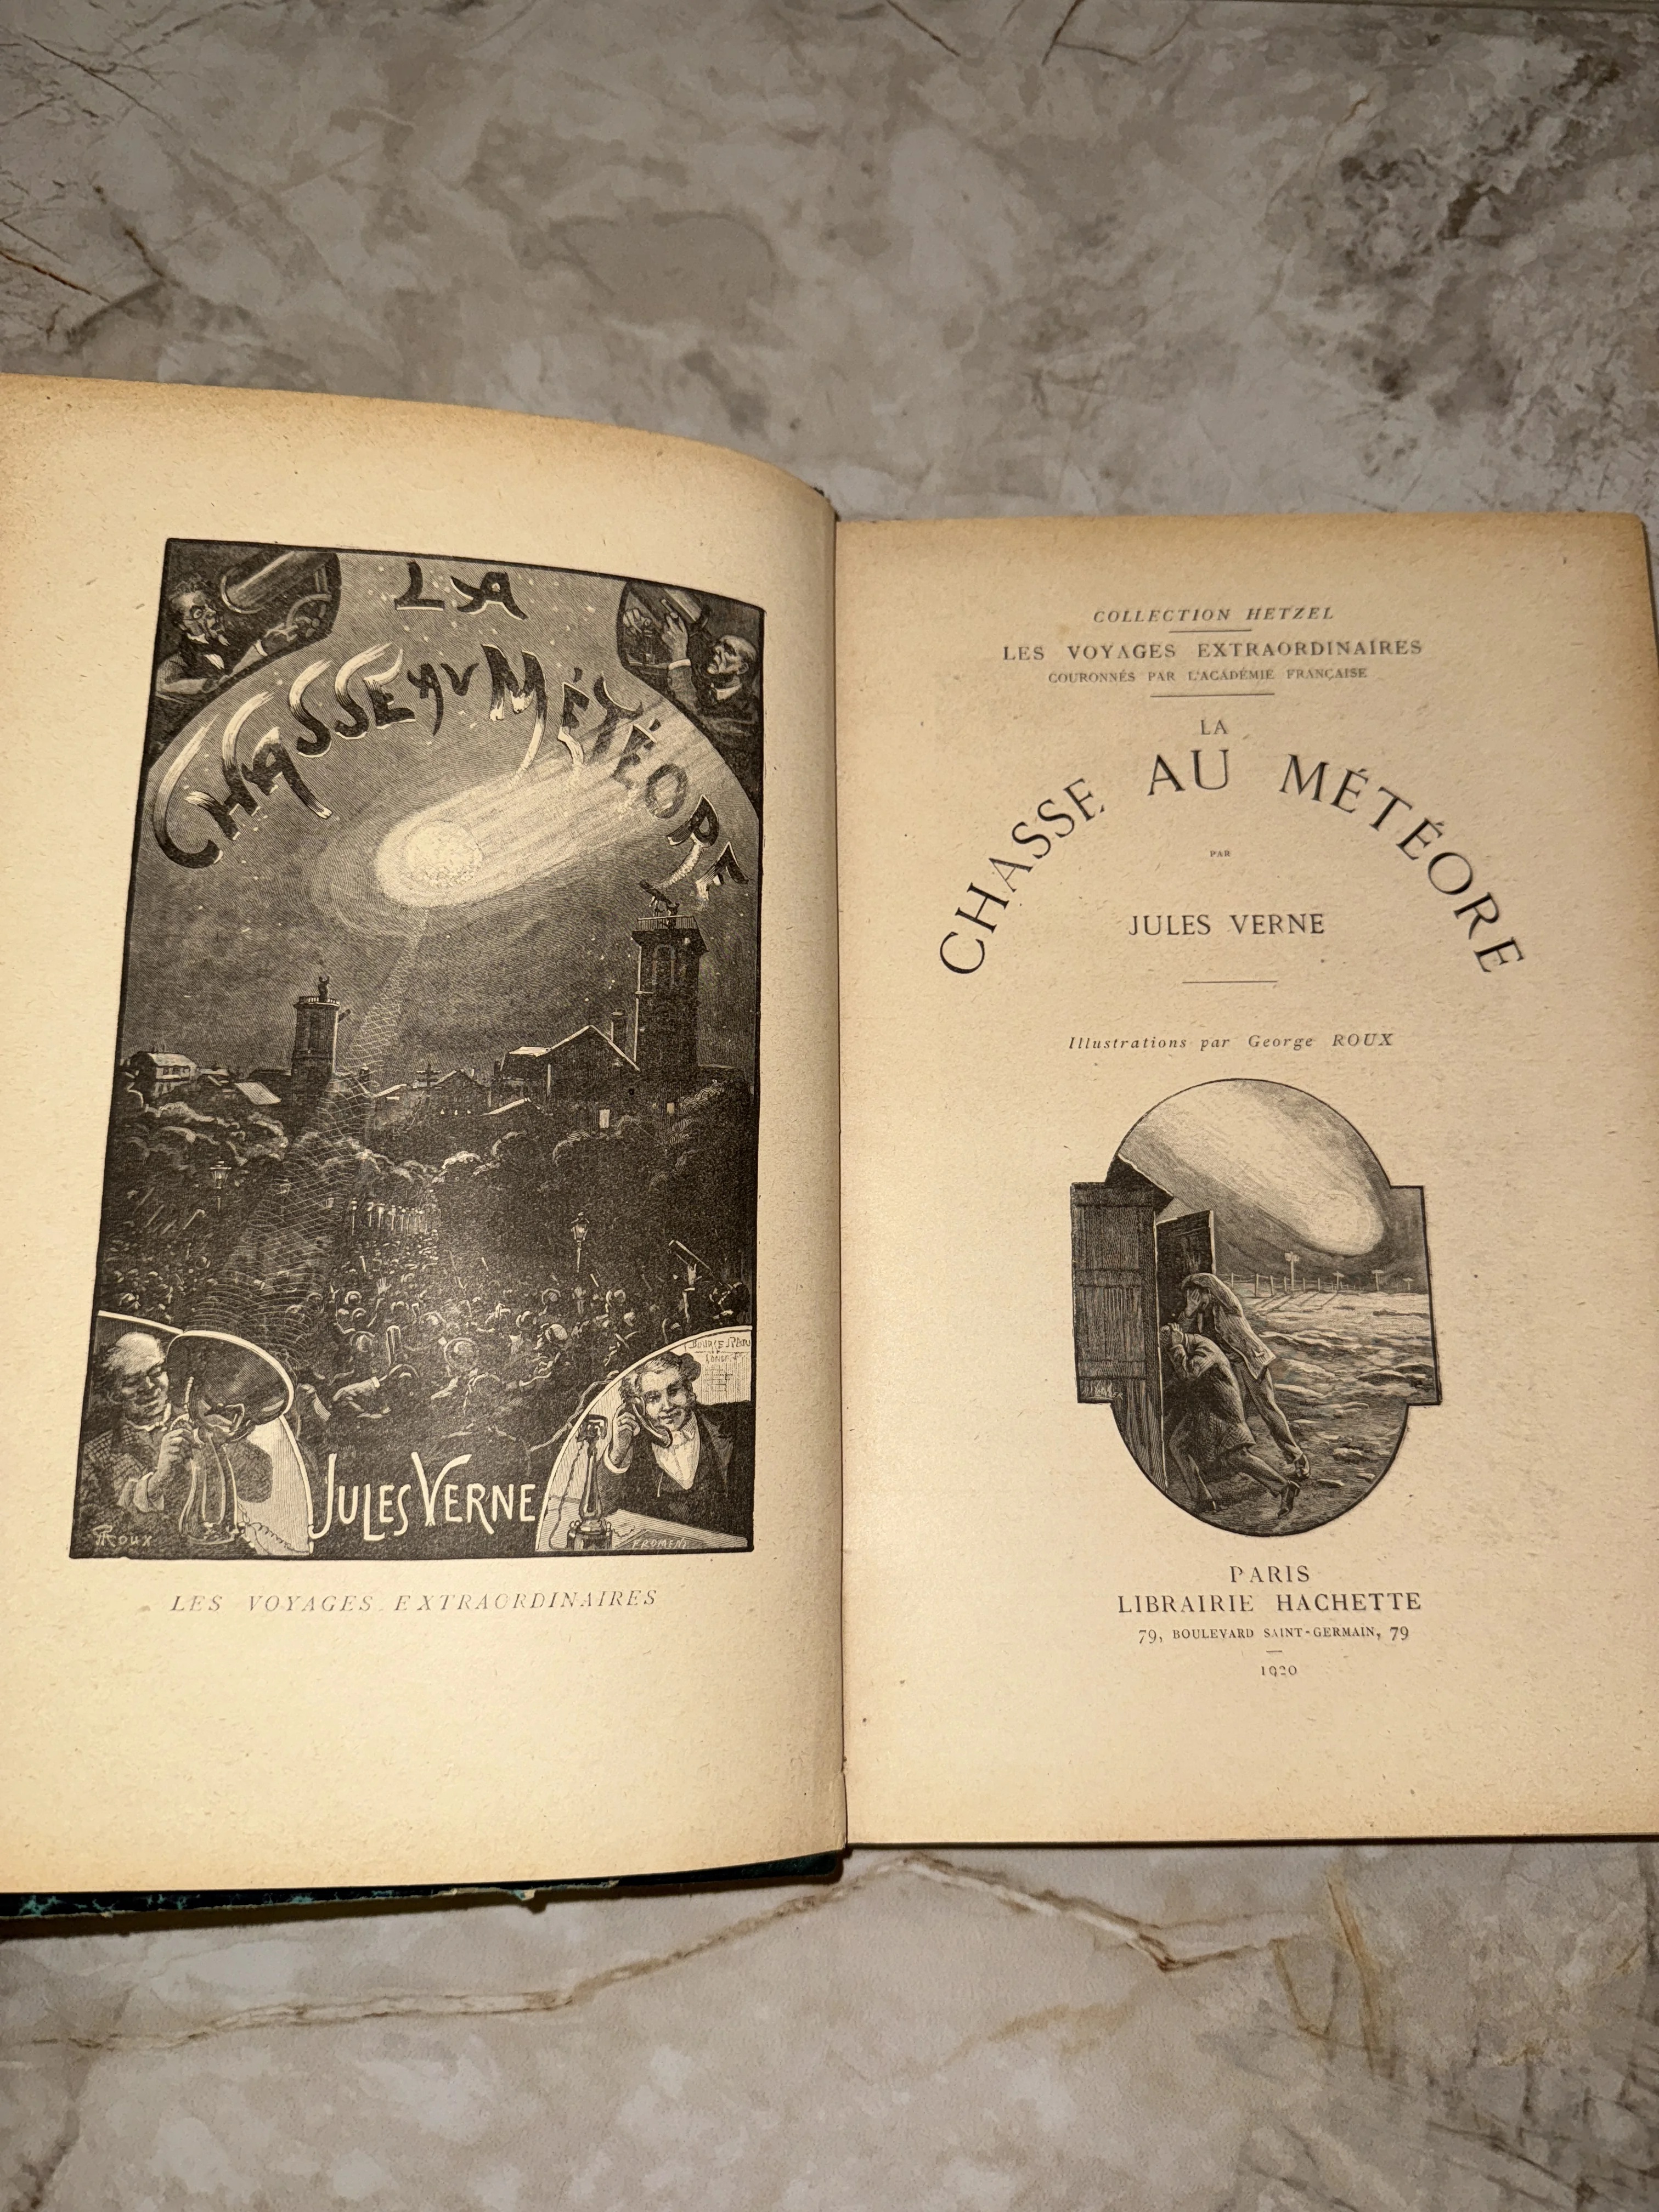 LA
CHASSE AU MÉTÉORE
JULES VERNE
G ROUX
FROMENT
LES VOYAGES EXTRAORDINAIRES
COLLECTION HETZEL
LES VOYAGES EXTRAORDINAIRES
COURONNÉS PAR L'ACADÉMIE FRANÇAISE
LA
CHASSE AU MÉTÉORE
PAR
JULES VERNE
Illustrations par George ROUX
PARIS
LIBRAIRIE HACHETTE
79, BOULEVARD SAINT-GERMAIN, 79
1920